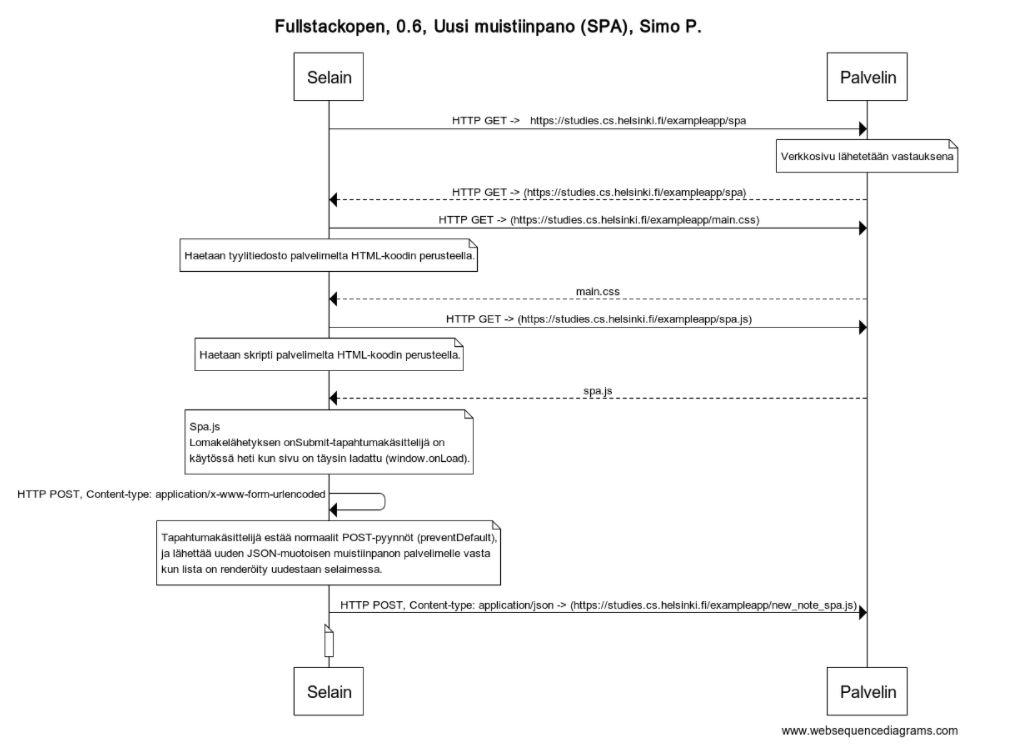 Fullstackopen, 0.6, Uusi muistiinpano (SPA), Simo P.
Selain
Palvelin
HTTP GET -> https://studies.cs.helsinki.fi/exampleapp/spa
Verkkosivu lähetetään vastauksena
HTTP GET -> (https://studies.cs.helsinki.fi/exampleapp/spa)
HTTP GET -> (https://studies.cs.helsinki.fi/exampleapp/main.css)
Haetaan tyylitiedosto palvelimelta HTML-koodin perusteella.
main.css
HTTP GET -> (https://studies.cs.helsinki.fi/exampleapp/spa.js)
Haetaan skripti palvelimelta HTML-koodin perusteella.
spa.js
Spa.js
Lomakelähetyksen onSubmit-tapahtumakäsittelijä on
käytössä heti kun sivu on täysin ladattu (window.onLoad).
HTTP POST, Content-type: application/x-www-form-urlencoded
Tapahtumakäsittelijä estää normaalit POST-pyynnöt (preventDefault),
ja lähettää uuden JSON-muotoisen muistiinpanon palvelimelle vasta
kun lista on renderöity uudestaan selaimessa.
HTTP POST, Content-type: application/json -> (https://studies.cs.helsinki.fi/exampleapp/new_note_spa.js)
Selain
Palvelin
www.websequencediagrams.com